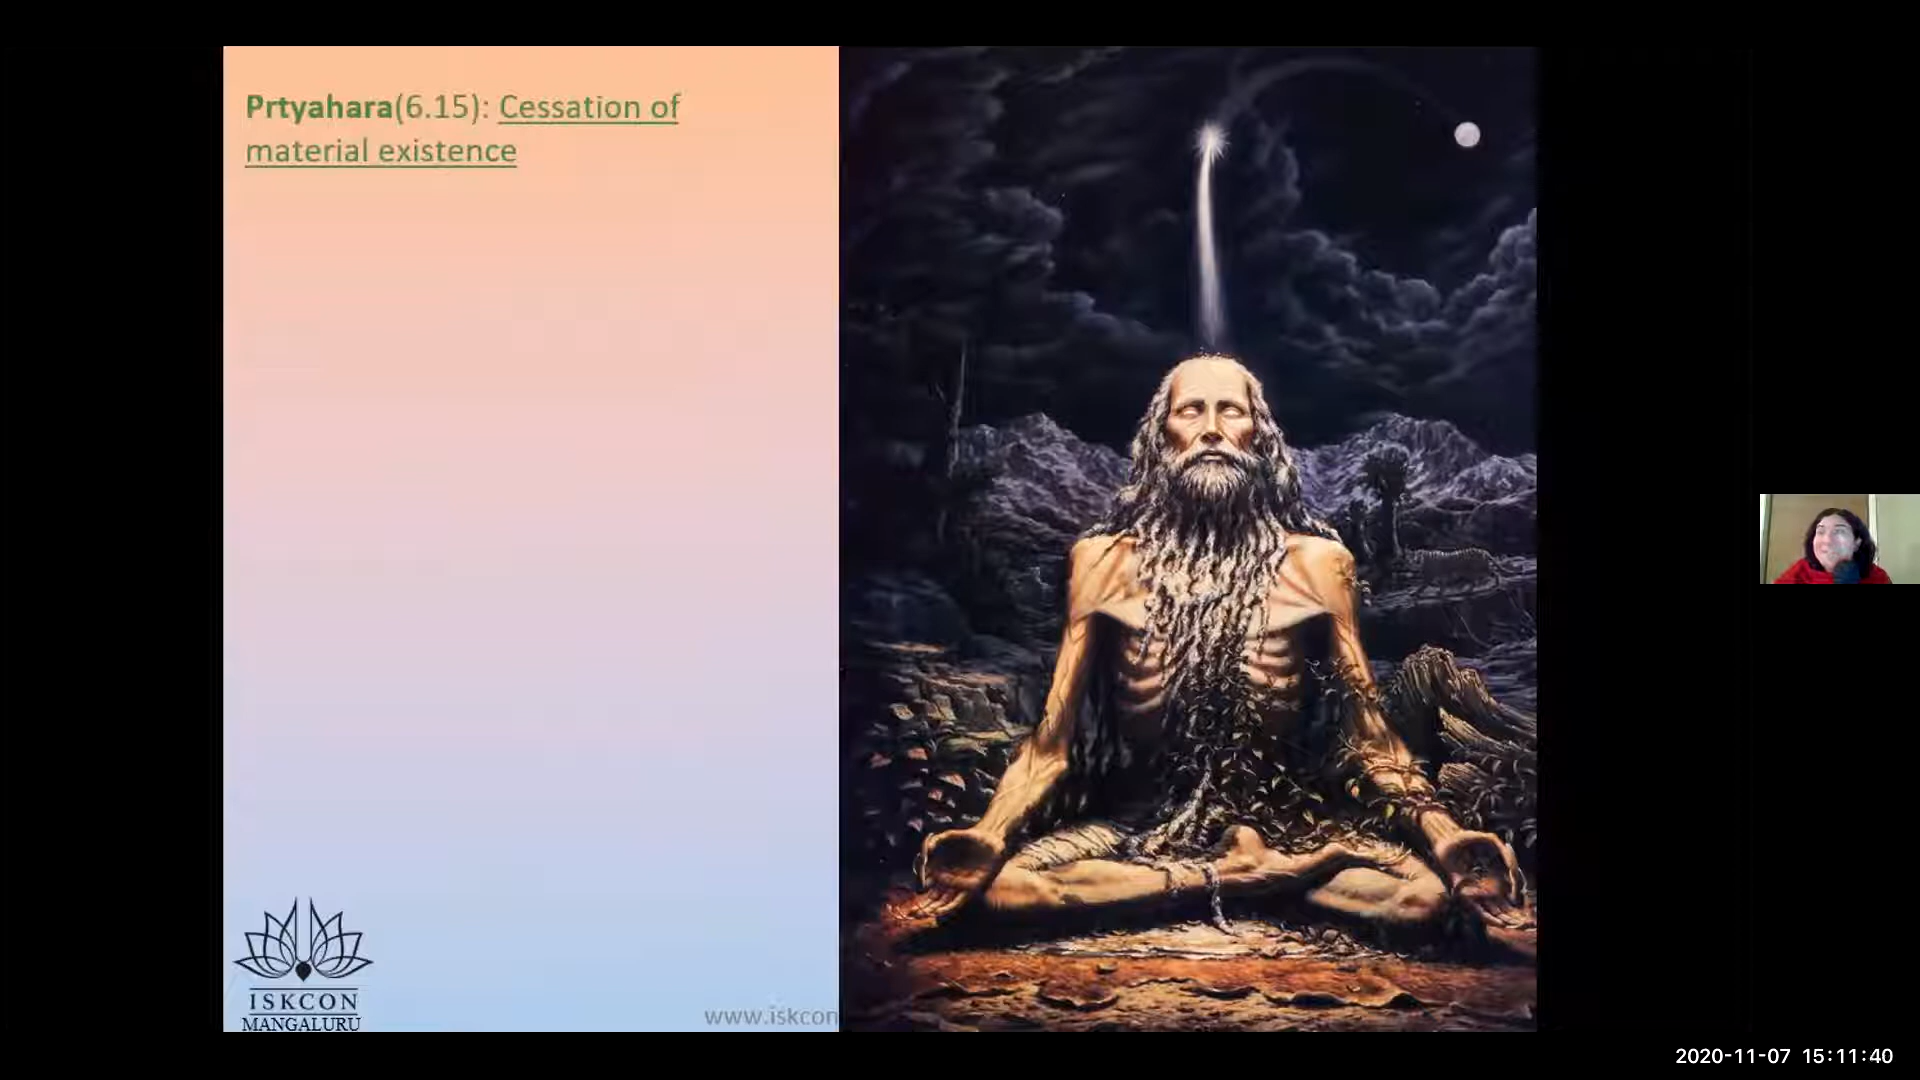 Prtyahara(6.15): Cessation of
material existence
ISKCON
MANGALURU
www.iskcon
2020-11-07 15:11:40